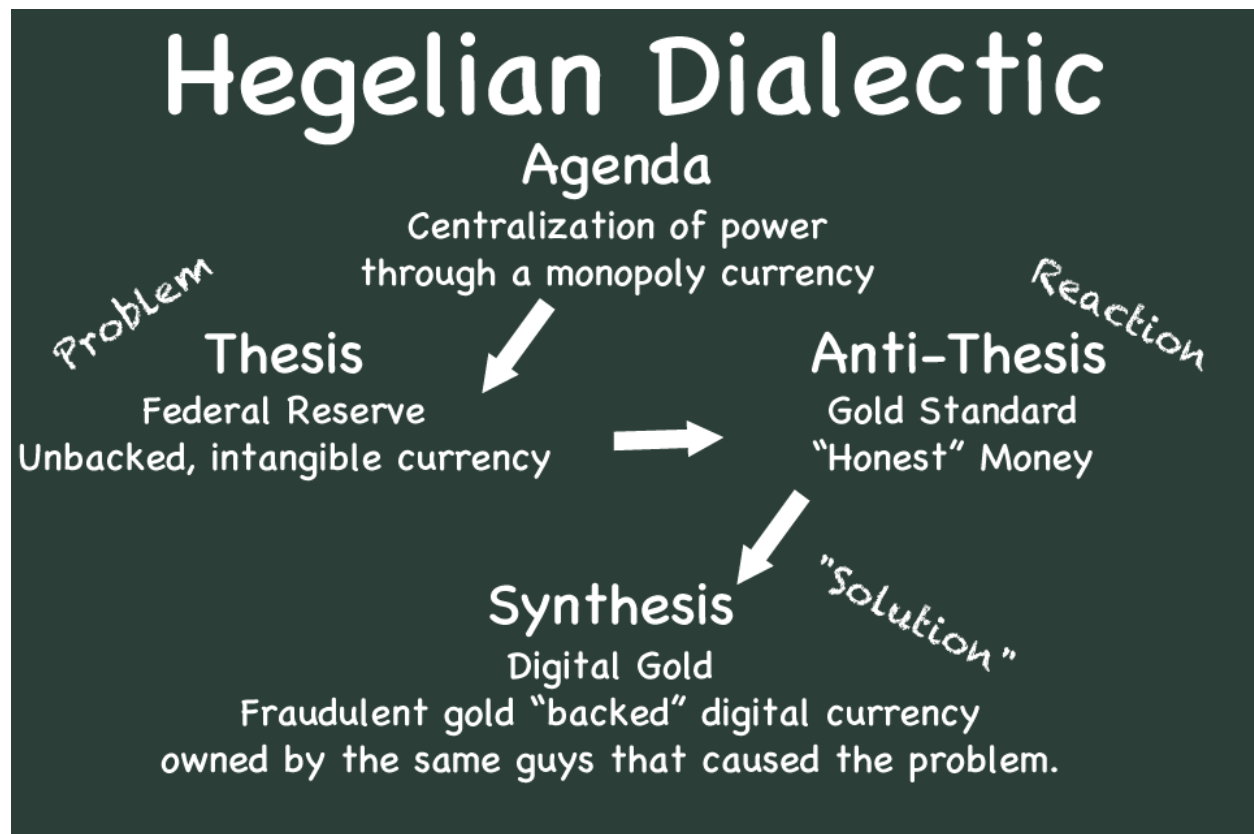 Hegelian Dialectic
Agenda
Centralization of power
through a monopoly currency
Problem
Thesis
Federal Reserve
Unbacked, intangible currency
Reaction
Anti-Thesis
Gold Standard
“Honest” Money
"Solution"
Synthesis
Digital Gold
Fraudulent gold “backed” digital currency
owned by the same guys that caused the problem.